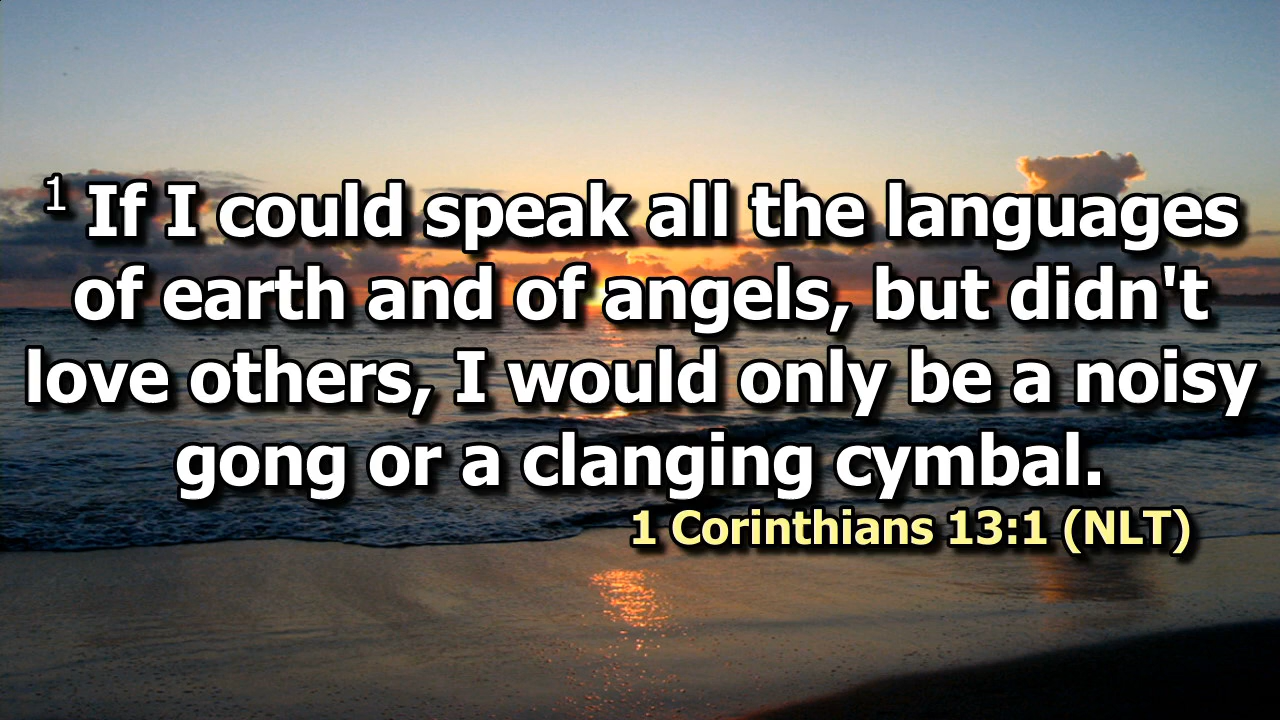 1 If I could speak all the languages
of earth and of angels, but didn't
love others, I would only be a noisy
gong or a clanging cymbal.
1 Corinthians 13:1 (NLT)